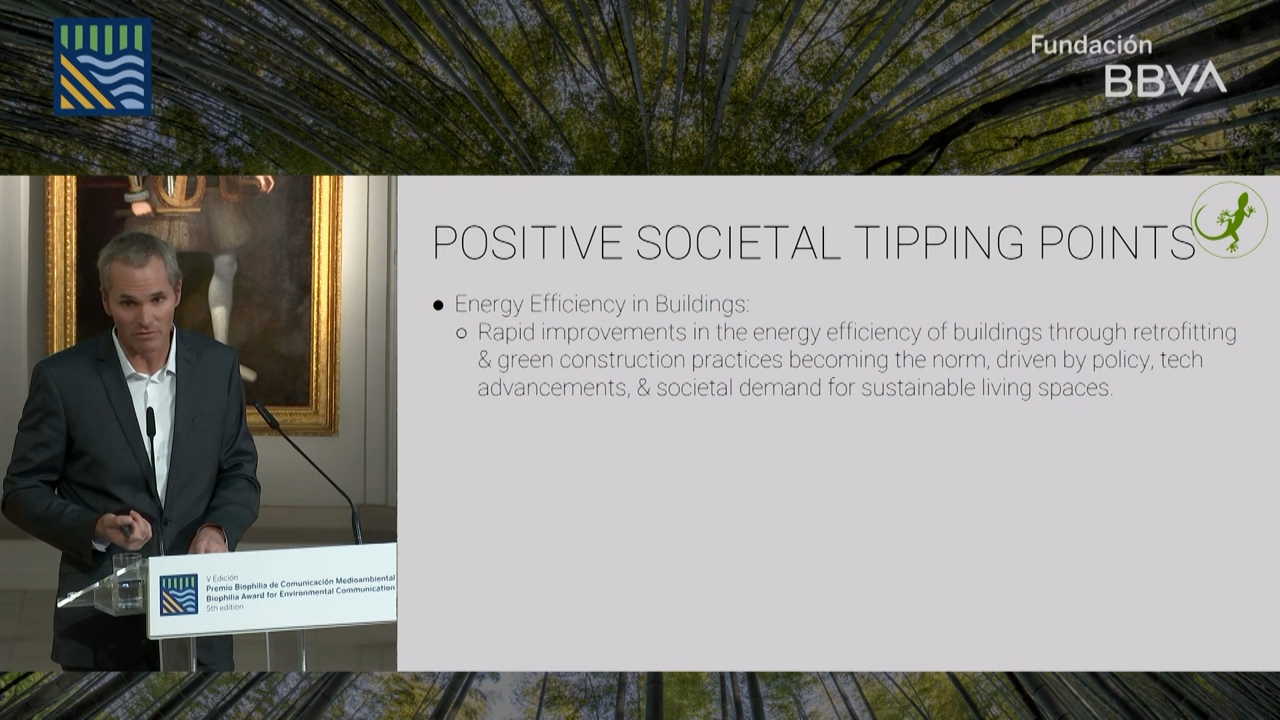 Fundación
BBVA
POSITIVE SOCIETAL TIPPING POINTS
● Energy Efficiency in Buildings:
○ Rapid improvements in the energy efficiency of buildings through retrofitting
& green construction practices becoming the norm, driven by policy, tech
advancements, & societal demand for sustainable living spaces.
V Edición
Premio Biophilia de Comunicación Medioambiental
Biophilia Award for Environmental Communication
5th edition